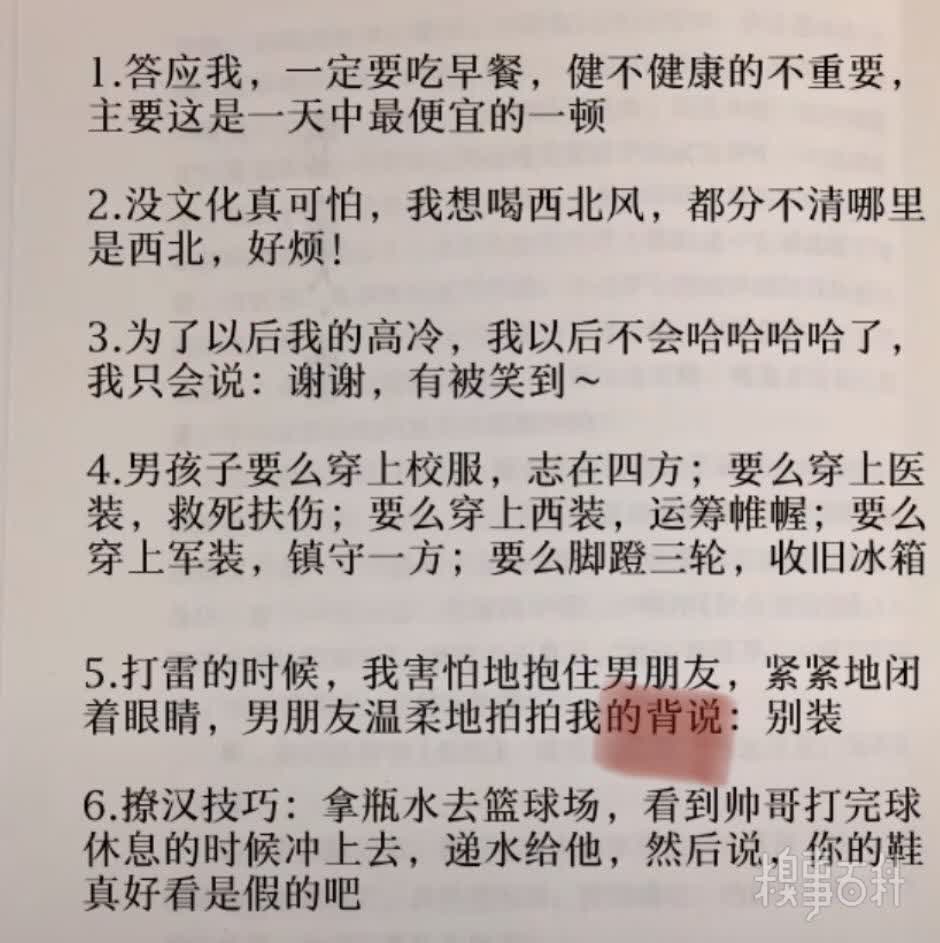 1.答应我，一定要吃早餐，健不健康的不重要，
主要这是一天中最便宜的一顿
2.没文化真可怕，我想喝西北风，都分不清哪里
是西北，好烦！
3.为了以后我的高冷，我以后不会哈哈哈哈了，
我只会说：谢谢，有被笑到～
4.男孩子要么穿上校服，志在四方；要么穿上医
装，救死扶伤；要么穿上西装，运筹帷幄；要么
穿上军装，镇守一方；要么脚蹬三轮，收旧冰箱
5.打雷的时候，我害怕地抱住男朋友，紧紧地闭
着眼睛，男朋友温柔地拍拍我的背说：别装
6.撩汉技巧：拿瓶水去篮球场，看到帅哥打完球
休息的时候冲上去，递水给他，然后说，你的鞋
真好看是假的吧
糗事百科